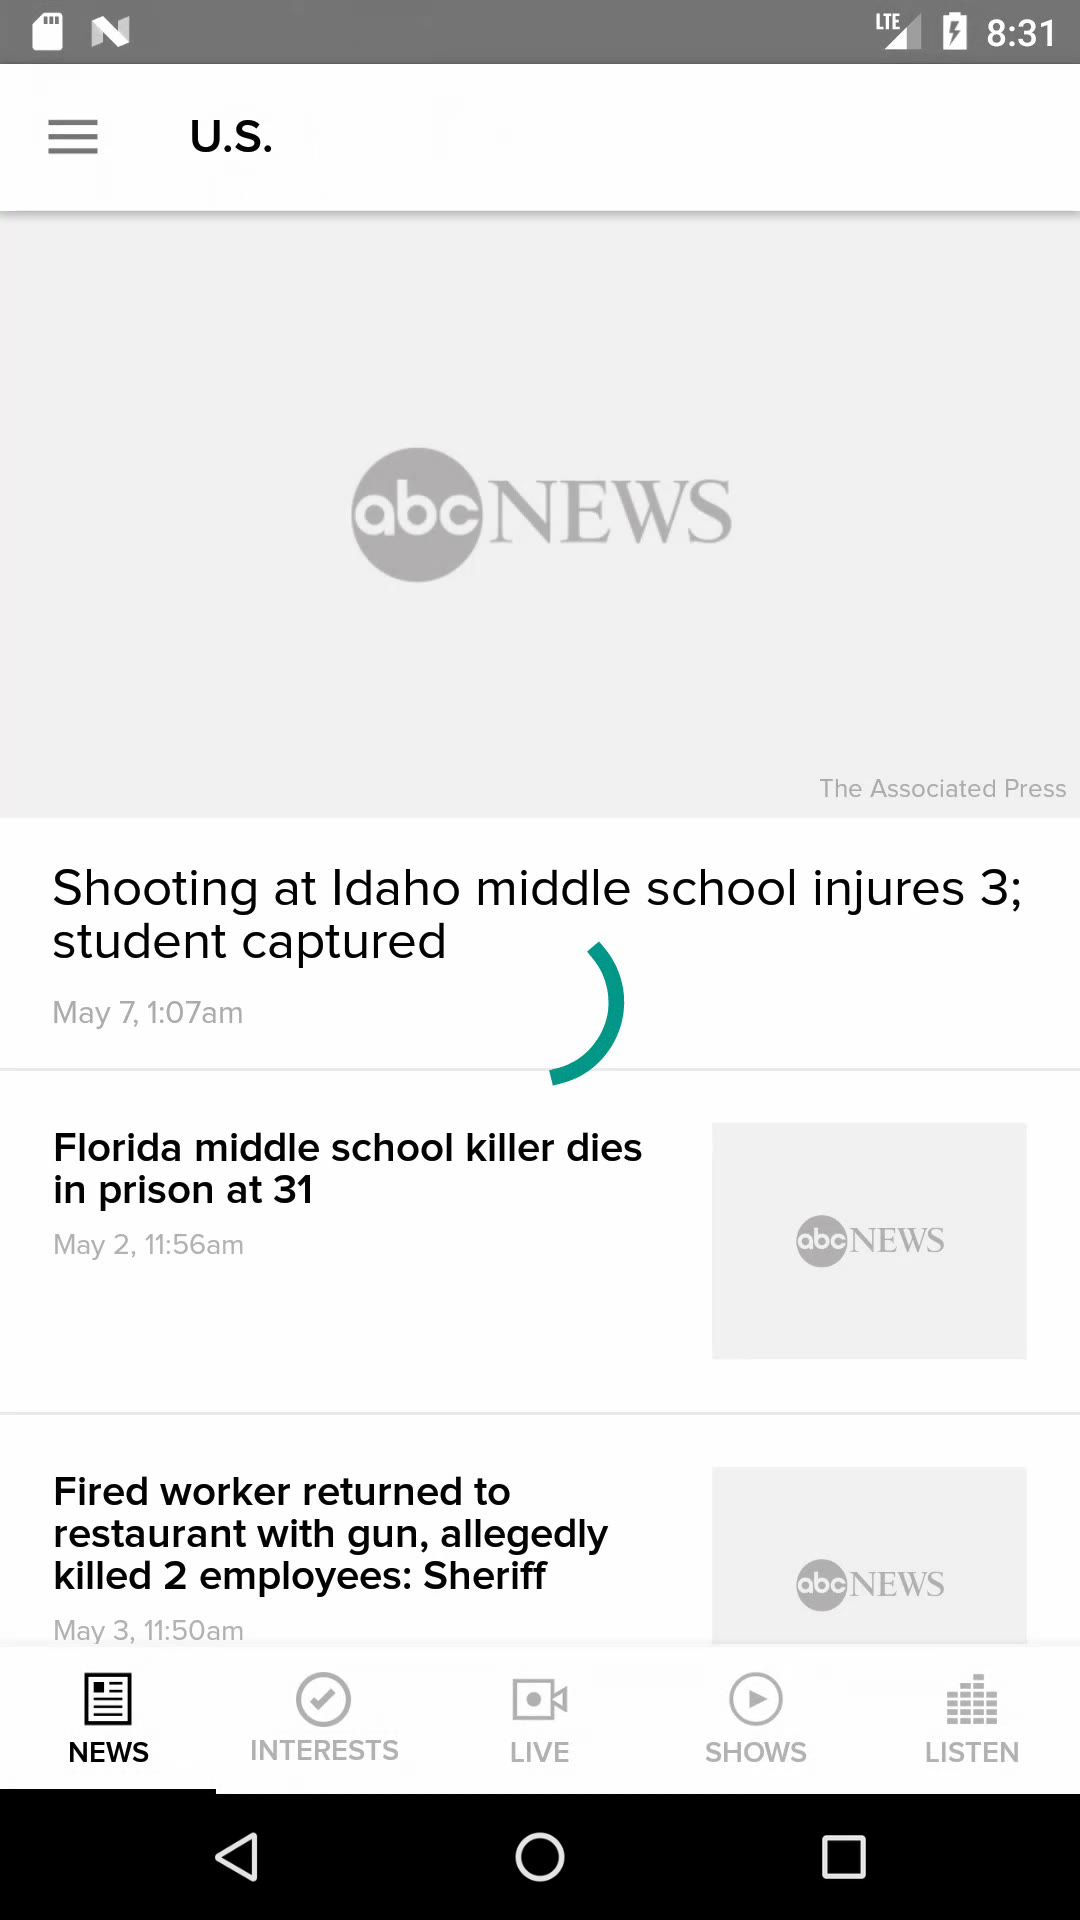 LTE 8:31
U.S.
abc NEWS
The Associated Press
Shooting at Idaho middle school injures 3;
student captured
May 7, 1:07am
Florida middle school killer dies
in prison at 31
May 2, 11:56am
abc NEWS
Fired worker returned to
restaurant with gun, allegedly
killed 2 employees: Sheriff
May 3, 11:50am
abc NEWS
NEWS
INTERESTS
LIVE
SHOWS
LISTEN